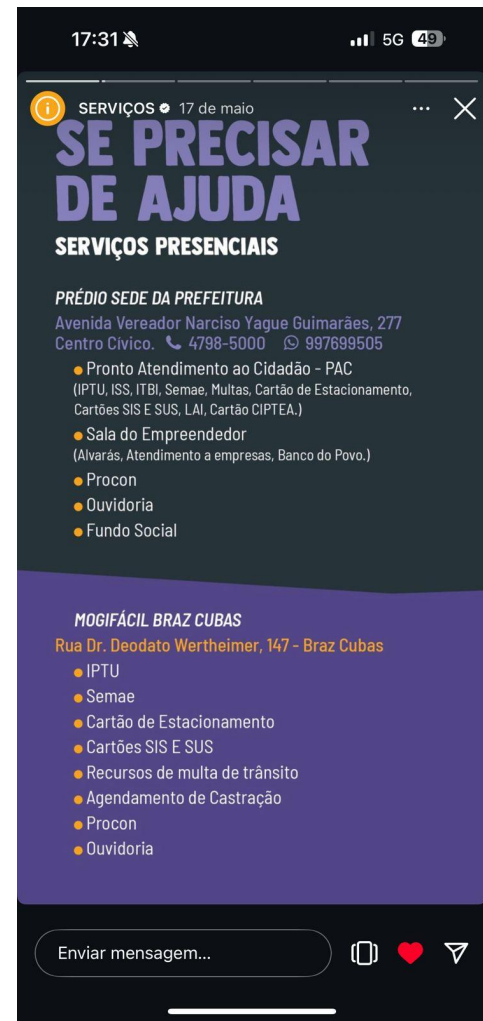 17:31
5G 49
SERVIÇOS 17 de maio
SE PRECISAR
DE AJUDA
SERVIÇOS PRESENCIAIS
PRÉDIO SEDE DA PREFEITURA
Avenida Vereador Narciso Yague Guimarães, 277
Centro Cívico. 4798-5000 997699505
Pronto Atendimento ao Cidadão - PAC
(IPTU, ISS, ITBI, Semae, Multas, Cartão de Estacionamento,
Cartões SIS E SUS, LAI, Cartão CIPTEA.)
Sala do Empreendedor
(Alvarás, Atendimento a empresas, Banco do Povo.)
Procon
Ouvidoria
Fundo Social
MOGIFÁCIL BRAZ CUBAS
Rua Dr. Deodato Wertheimer, 147 - Braz Cubas
IPTU
Semae
Cartão de Estacionamento
Cartões SIS E SUS
Recursos de multa de trânsito
Agendamento de Castração
Procon
Ouvidoria
Enviar mensagem...